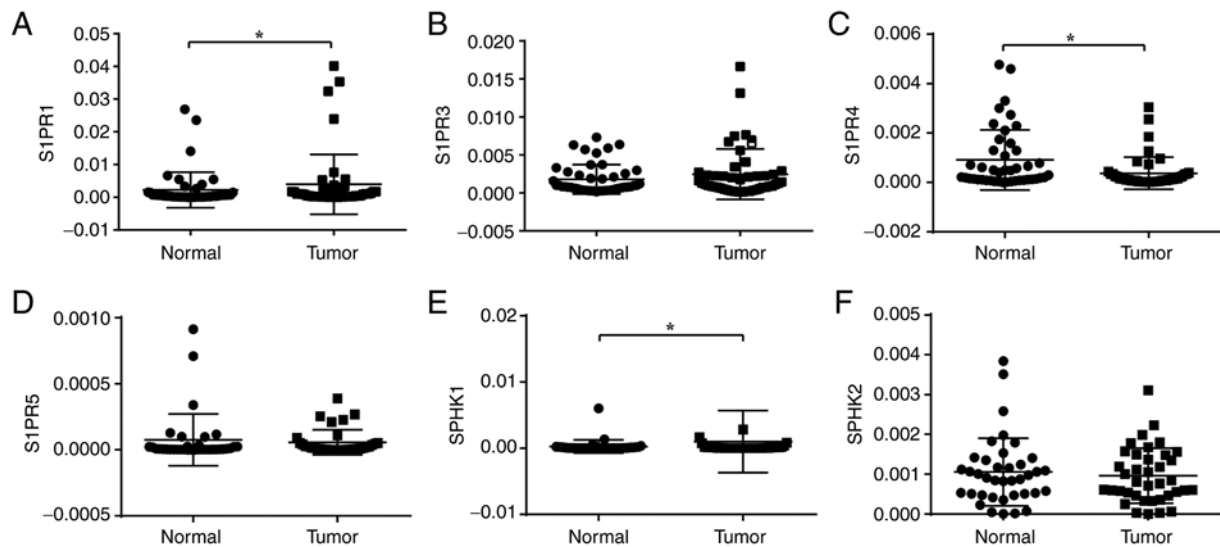 A
S1PR1
0.05
0.04
0.03
0.02
0.01
0.00
−0.01
*
Normal
Tumor
B
S1PR3
0.020
0.015
0.010
0.005
0.000
−0.005
Normal
Tumor
C
S1PR4
0.006
0.004
0.002
0.000
−0.002
*
Normal
Tumor
D
S1PR5
0.0010
0.0005
0.0000
−0.0005
Normal
Tumor
E
SPHK1
0.02
0.01
0.00
−0.01
*
Normal
Tumor
F
SPHK2
0.005
0.004
0.003
0.002
0.001
0.000
Normal
Tumor